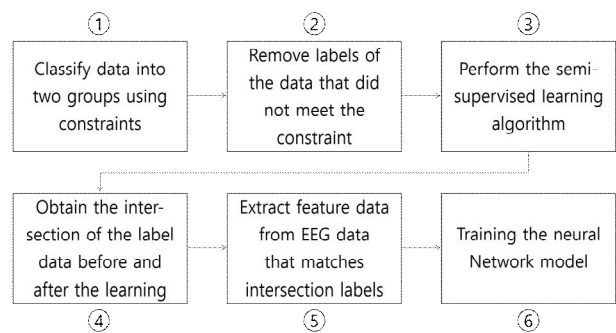 ① ② ③
Classify data into
two groups using
constraints
Remove labels of
the data that did
not meet the
constraint
Perform the semi-
supervised learning
algorithm
Obtain the inter-
section of the label
data before and
after the learning
Extract feature data
from EEG data
that matches
intersection labels
Training the neural
Network model
④ ⑤ ⑥